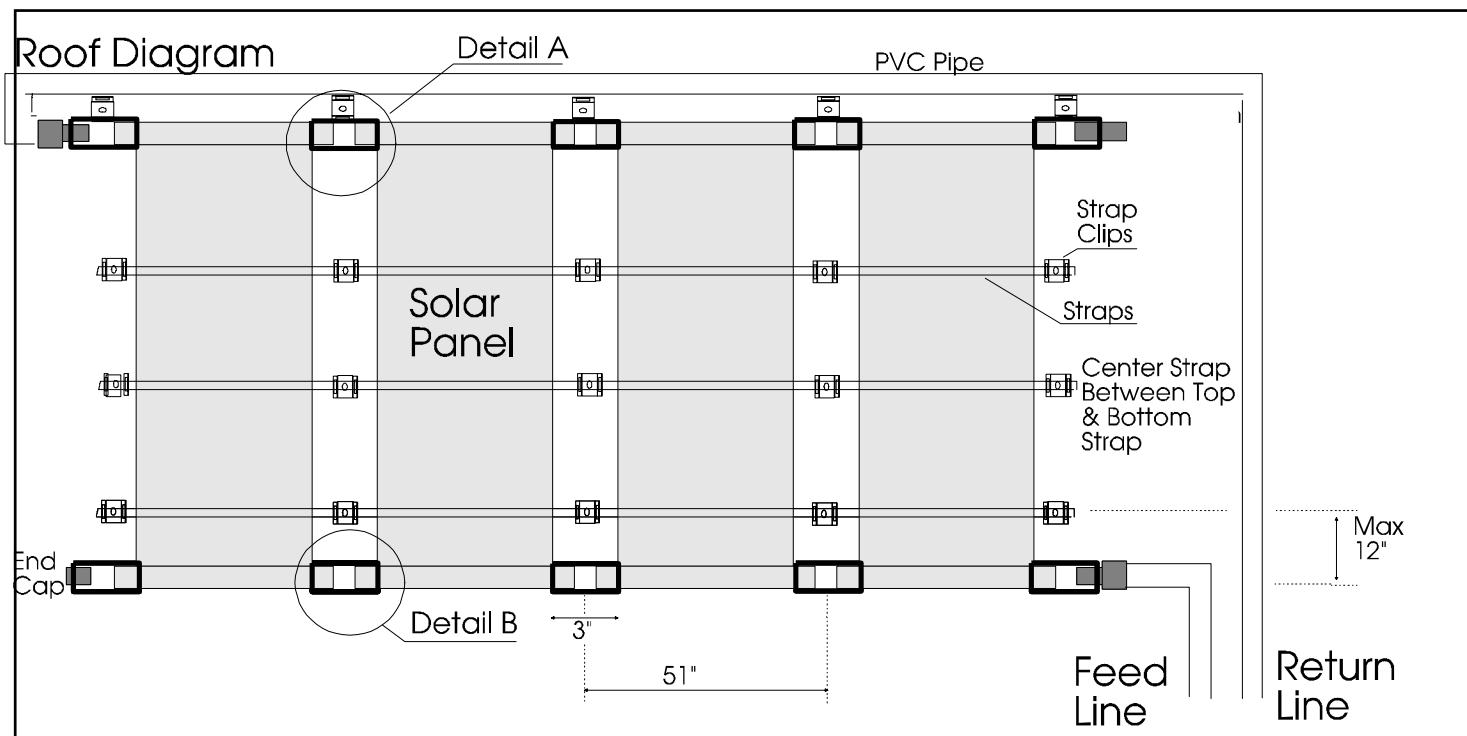 Roof Diagram
Detail A
PVC Pipe
Strap
Clips
Solar
Panel
Straps
Center Strap
Between Top
& Bottom
Strap
Max
12"
End
Cap
Detail B
3"
51"
Feed
Line
Return
Line